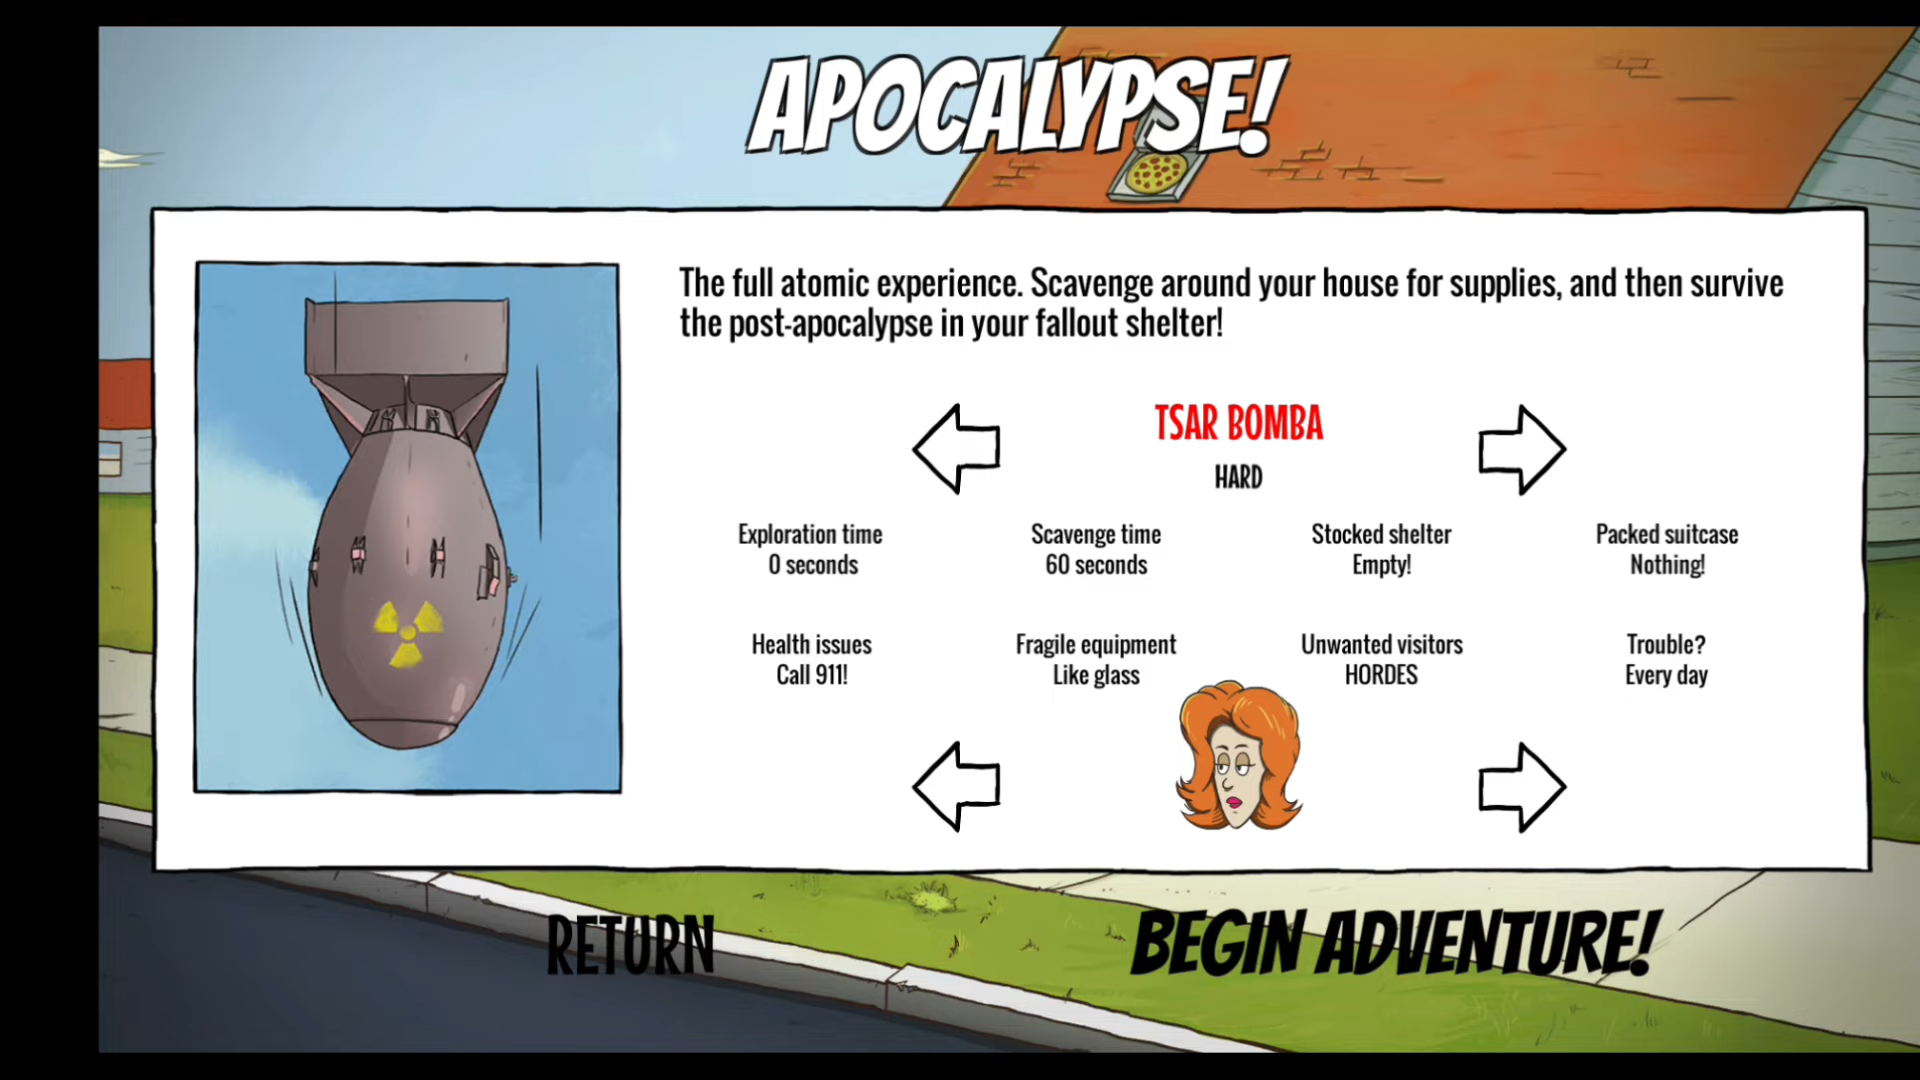 APOCALYPSE!
The full atomic experience. Scavenge around your house for supplies, and then survive
the post-apocalypse in your fallout shelter!
TSAR BOMBA
HARD
Exploration time
0 seconds
Scavenge time
60 seconds
Stocked shelter
Empty!
Packed suitcase
Nothing!
Health issues
Call 911!
Fragile equipment
Like glass
Unwanted visitors
HORDES
Trouble?
Every day
RETURN
BEGIN ADVENTURE!